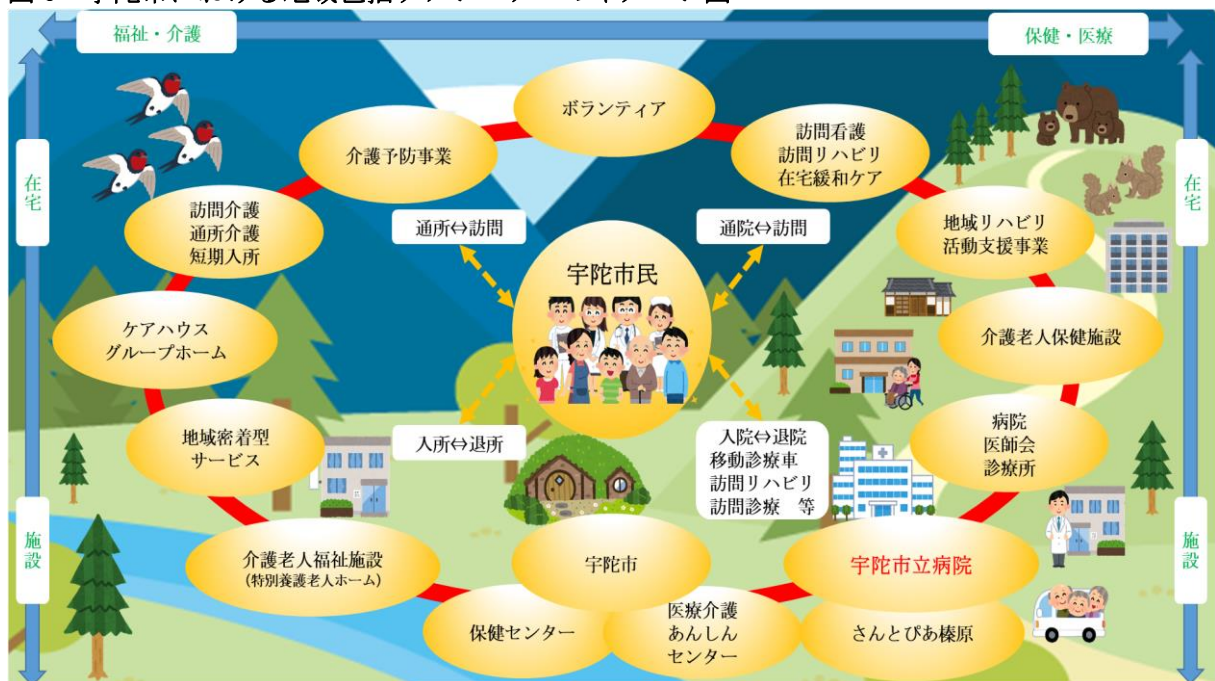 福祉・介護
保健・医療
ボランティア
介護予防事業
訪問看護
訪問リハビリ
在宅緩和ケア
在宅
在宅
訪問介護
通所介護
短期入所
通所⇔訪問
通院⇔訪問
地域リハビリ
活動支援事業
宇陀市民
ケアハウス
グループホーム
介護老人保健施設
地域密着型
サービス
入所⇔退所
入院⇔退院
移動診療車
訪問リハビリ
訪問診療 等
病院
医師会
診療所
施設
施設
介護老人福祉施設
(特別養護老人ホーム)
宇陀市
宇陀市立病院
保健センター
医療介護
あんしん
センター
さんとぴあ榛原